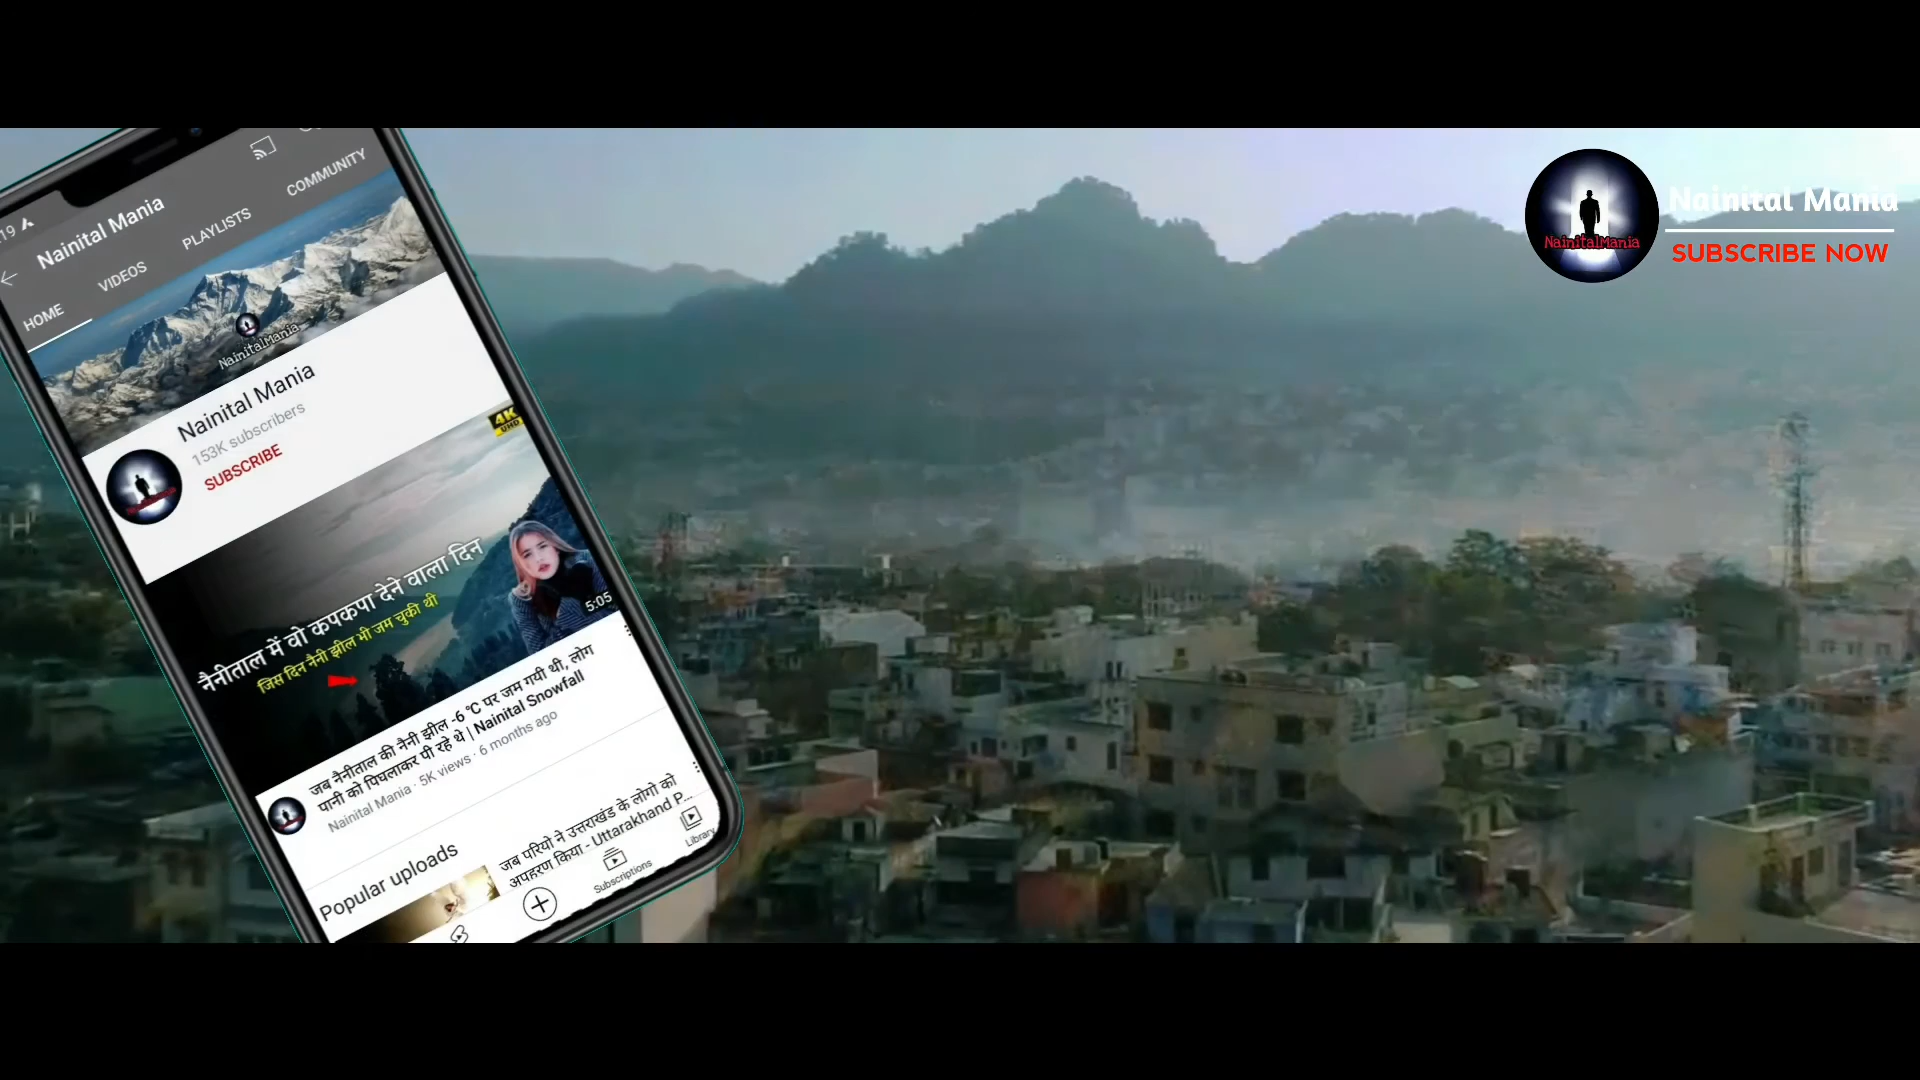 Nainital Mania
HOME VIDEOS PLAYLISTS COMMUNITY
NainitalMania
Nainital Mania
153K subscribers
SUBSCRIBE
4K
UHD
नैनीताल में वो कपकपा देने वाला दिन
जिस दिन नैनी झील भी जम चुकी थी
5:05
जब नैनीताल की नैनी झील -6 °C पर जम गयी थी, लोग
पानी को पिघलाकर पी रहे थे | Nainital Snowfall
Nainital Mania · 5K views · 6 months ago
Popular uploads
जब परियो ने उत्तराखंड के लोगो को
अपहरण किया - Uttarakhand P...
Subscriptions
Library
NainitalMania
Nainital Mania
SUBSCRIBE NOW